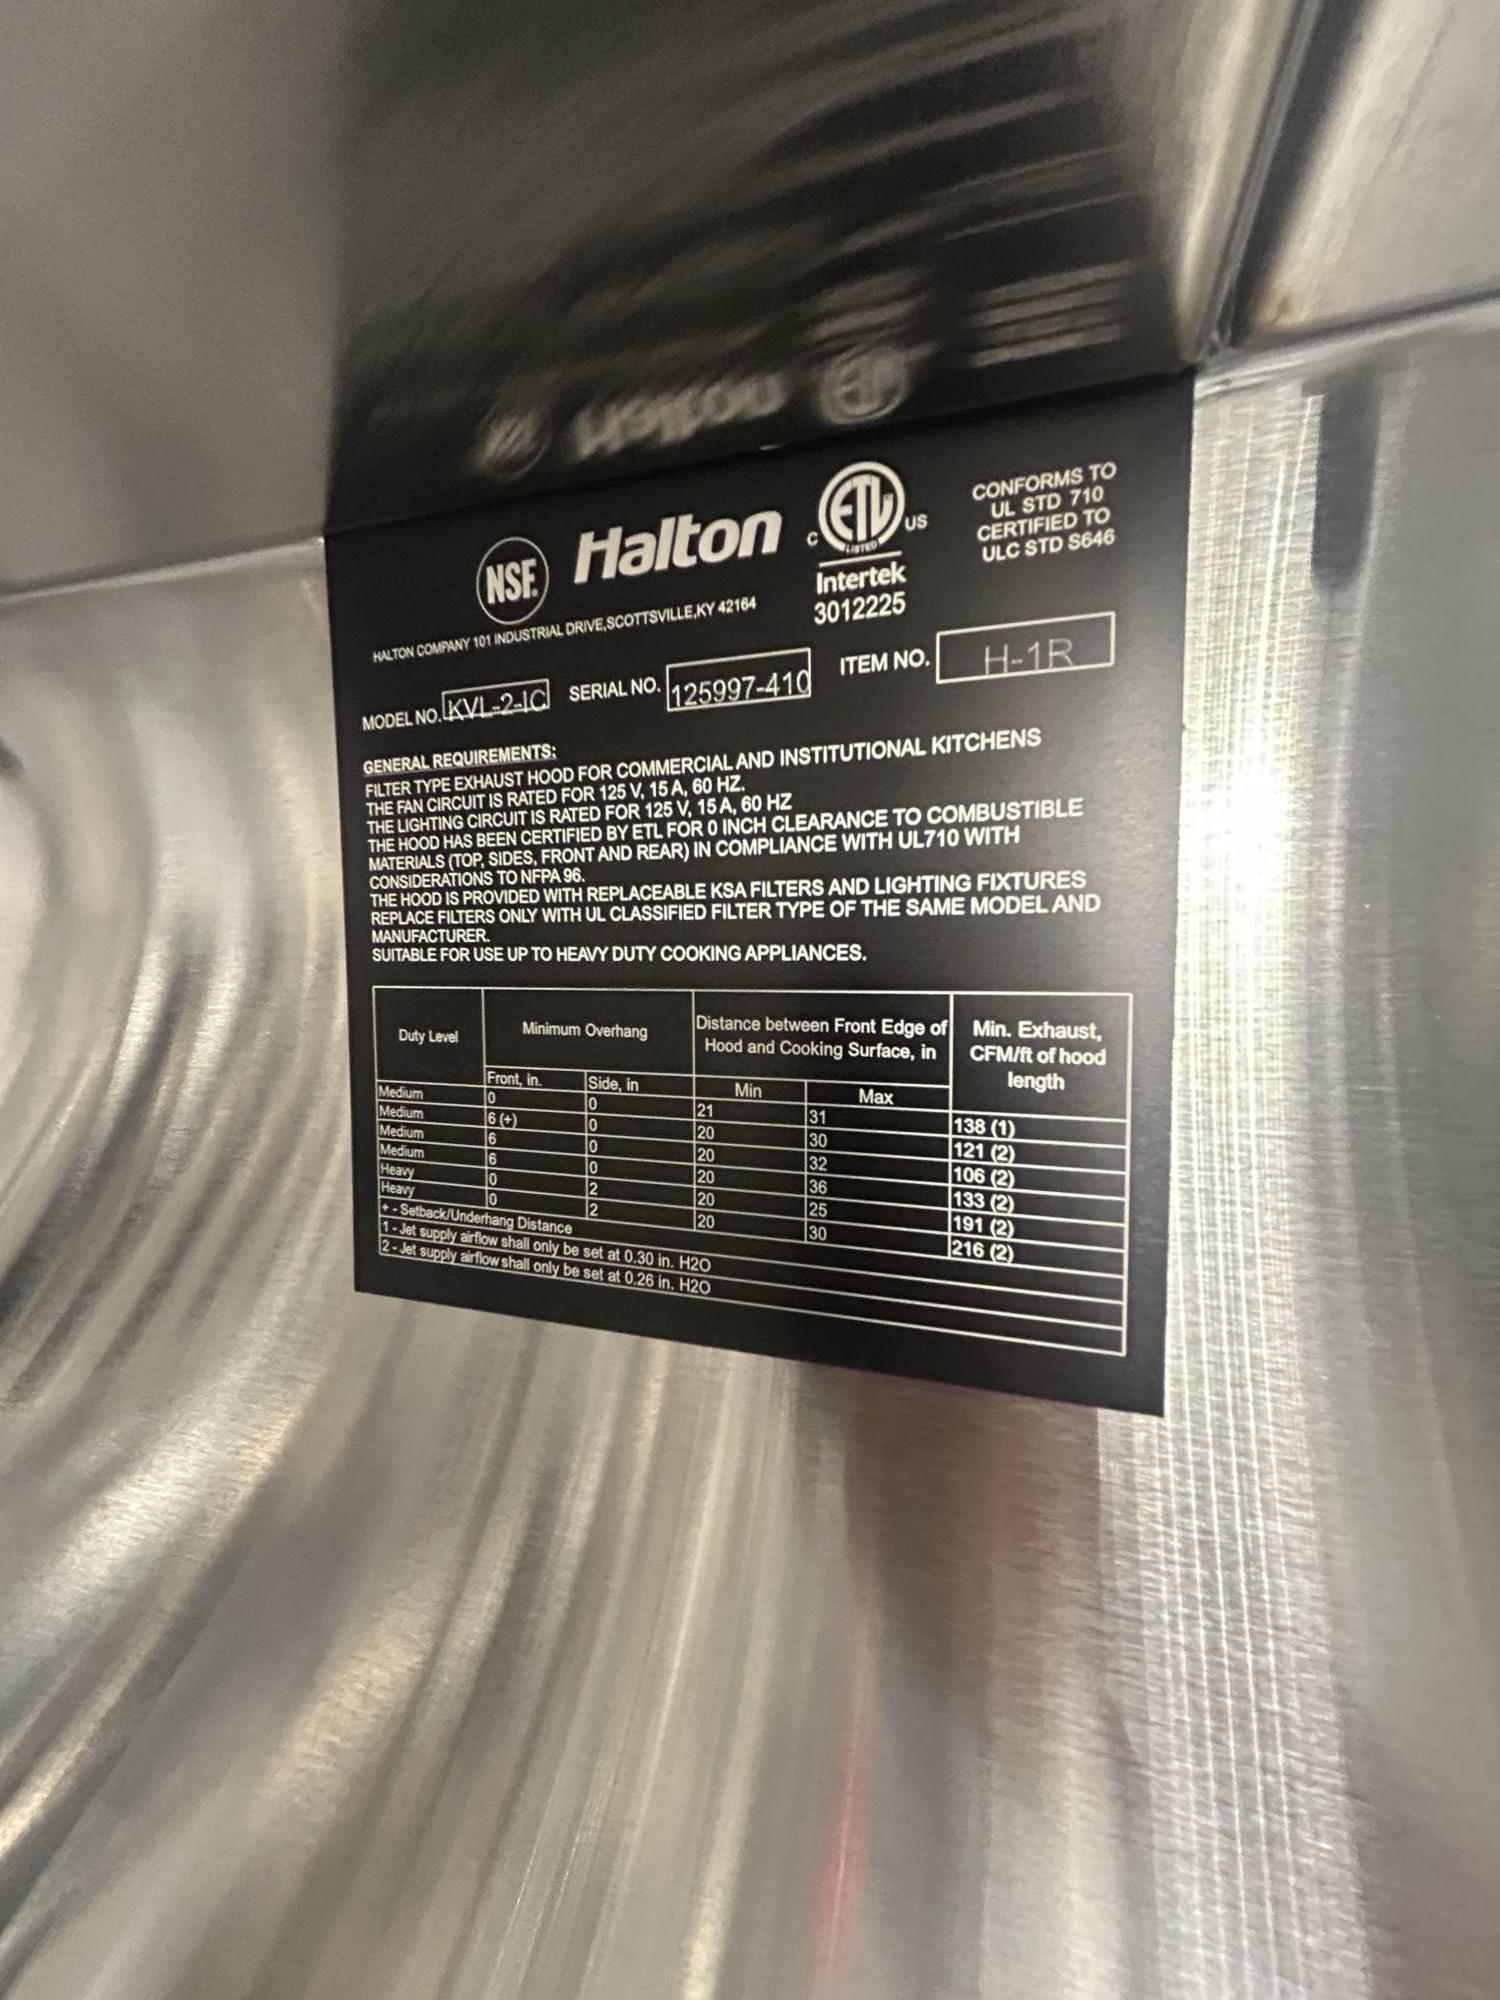 NSF. Halton C ETL LISTED US
CONFORMS TO
UL STD 710
CERTIFIED TO
ULC STD S646
Intertek
3012225
HALTON COMPANY 101 INDUSTRIAL DRIVE,SCOTTSVILLE,KY 42164
MODEL NO. KVL-2-IC SERIAL NO. 125997-410 ITEM NO. H-1R
GENERAL REQUIREMENTS:
FILTER TYPE EXHAUST HOOD FOR COMMERCIAL AND INSTITUTIONAL KITCHENS
THE FAN CIRCUIT IS RATED FOR 125 V, 15 A, 60 HZ.
THE LIGHTING CIRCUIT IS RATED FOR 125 V, 15 A, 60 HZ
THE HOOD HAS BEEN CERTIFIED BY ETL FOR 0 INCH CLEARANCE TO COMBUSTIBLE
MATERIALS (TOP, SIDES, FRONT AND REAR) IN COMPLIANCE WITH UL710 WITH
CONSIDERATIONS TO NFPA 96.
THE HOOD IS PROVIDED WITH REPLACEABLE KSA FILTERS AND LIGHTING FIXTURES
REPLACE FILTERS ONLY WITH UL CLASSIFIED FILTER TYPE OF THE SAME MODEL AND
MANUFACTURER.
SUITABLE FOR USE UP TO HEAVY DUTY COOKING APPLIANCES.
Duty Level Minimum Overhang Distance between Front Edge of Hood and Cooking Surface, in Min. Exhaust, CFM/ft of hood length
Front, in. Side, in Min Max
Medium 0 0 21 31 138 (1)
Medium 6 (+) 0 20 30 121 (2)
Medium 6 0 20 32 106 (2)
Medium 6 0 20 36 133 (2)
Heavy 0 2 20 25 191 (2)
Heavy 0 2 20 30 216 (2)
+ - Setback/Underhang Distance
1 - Jet supply airflow shall only be set at 0.30 in. H2O
2 - Jet supply airflow shall only be set at 0.26 in. H2O